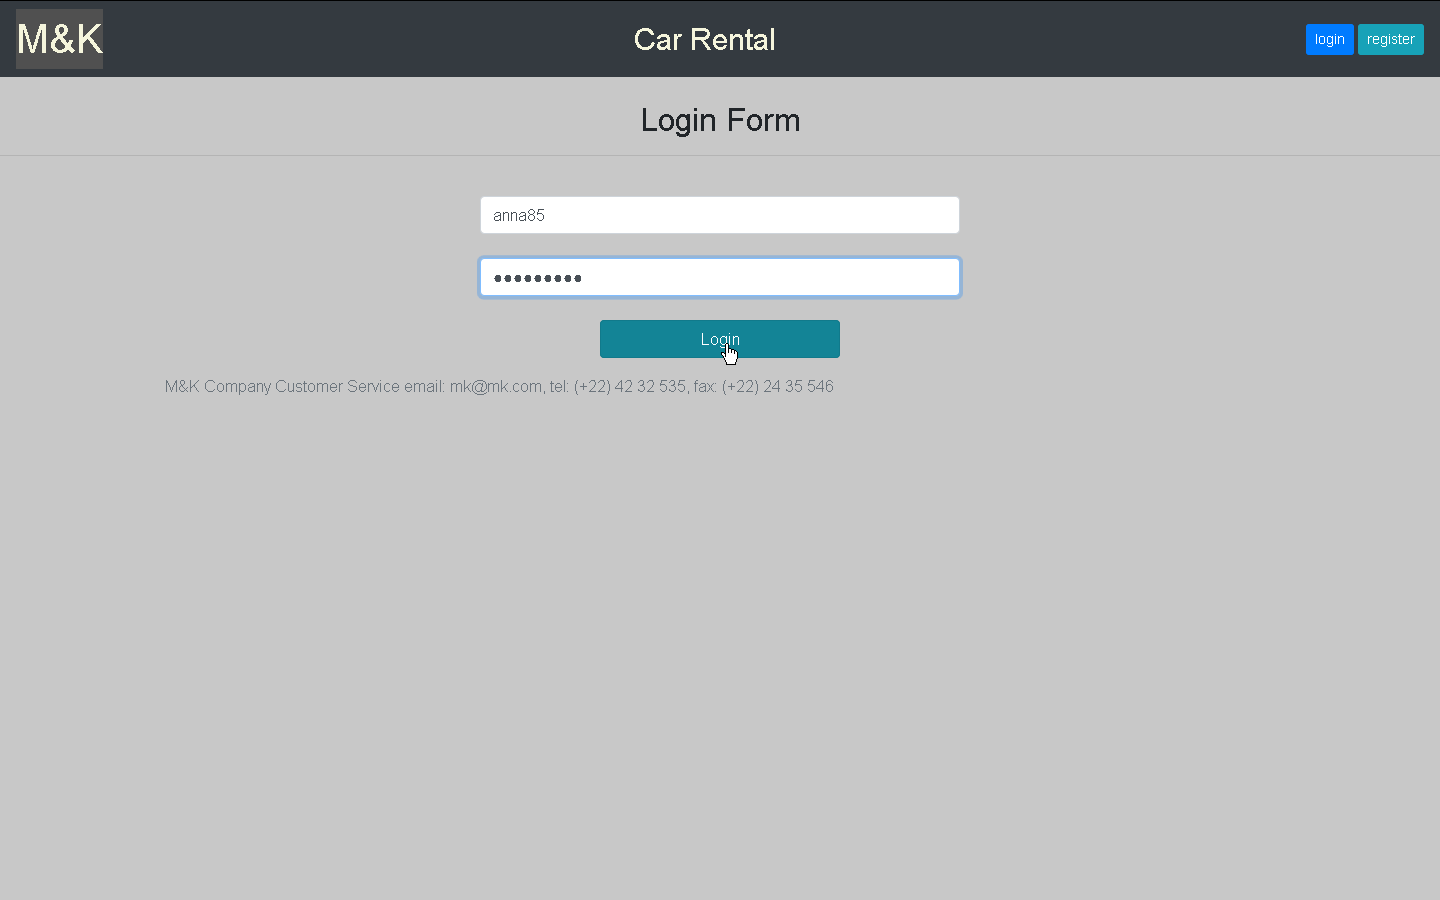 M&K
Car Rental
login
register
Login Form
anna85
•••••••••
Login
M&K Company Customer Service email: mk@mk.com, tel: (+22) 42 32 535, fax: (+22) 24 35 546